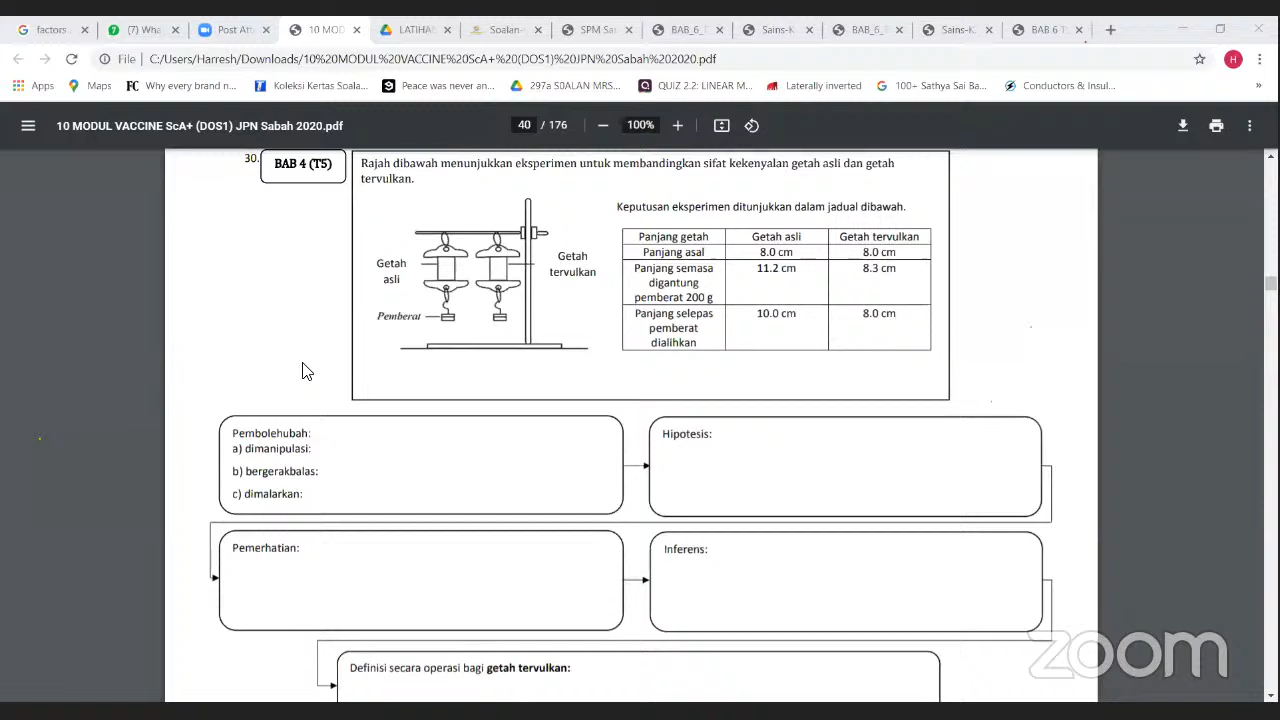 factors
(7) Wha
Post Att
10 MOD
LATIHA
Soalan-
SPM Sa
BAB_6_
Sains-K
BAB_6_
Sains-K
BAB 6 T
File
C:/Users/Harresh/Downloads/10%20MODUL%20VACCINE%20ScA+%20(DOS1)%20JPN%20Sabah%202020.pdf
H
Apps
Maps
FC Why every brand n...
Koleksi Kertas Soala...
Peace was never an...
297a S0ALAN MRS...
QUIZ 2.2: LINEAR M...
Laterally inverted
100+ Sathya Sai Ba...
Conductors & Insul...
»
10 MODUL VACCINE ScA+ (DOS1) JPN Sabah 2020.pdf
40 / 176
100%
30.
BAB 4 (T5)
Rajah dibawah menunjukkan eksperimen untuk membandingkan sifat kekenyalan getah asli dan getah
tervulkan.
Getah
asli
Getah
tervulkan
Pemberat
Keputusan eksperimen ditunjukkan dalam jadual dibawah.
Panjang getah Getah asli Getah tervulkan
Panjang asal 8.0 cm 8.0 cm
Panjang semasa 11.2 cm 8.3 cm
digantung
pemberat 200 g
Panjang selepas 10.0 cm 8.0 cm
pemberat
dialihkan
Pembolehubah:
a) dimanipulasi:
b) bergerakbalas:
c) dimalarkan:
Hipotesis:
Pemerhatian:
Inferens:
Definisi secara operasi bagi getah tervulkan:
zoom